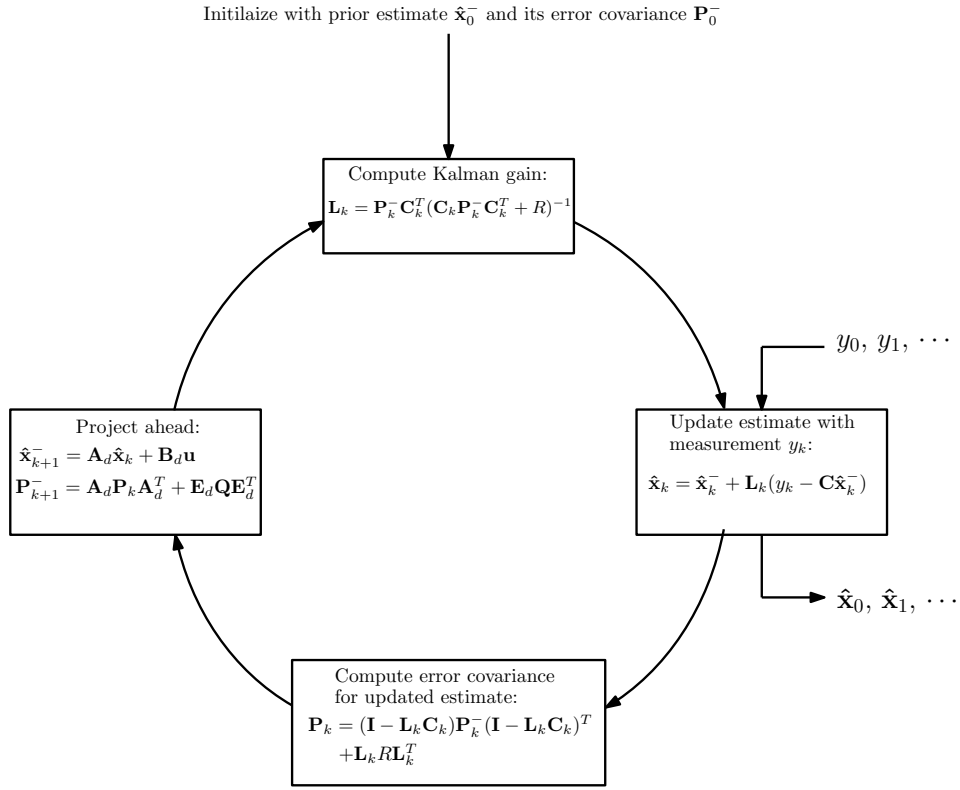 Initilaize with prior estimate x̂₀⁻ and its error covariance P₀⁻
Compute Kalman gain:
Lₖ = Pₖ⁻Cₖᵀ(CₖPₖ⁻Cₖᵀ + R)⁻¹
y₀, y₁, ⋯
Update estimate with
measurement yₖ:
x̂ₖ = x̂ₖ⁻ + Lₖ(yₖ − Cx̂ₖ⁻)
x̂₀, x̂₁, ⋯
Compute error covariance
for updated estimate:
Pₖ = (I − LₖCₖ)Pₖ⁻(I − LₖCₖ)ᵀ
+LₖRLₖᵀ
Project ahead:
x̂ₖ₊₁⁻ = A_d x̂ₖ + B_d u
Pₖ₊₁⁻ = A_d Pₖ A_dᵀ + E_d Q E_dᵀ